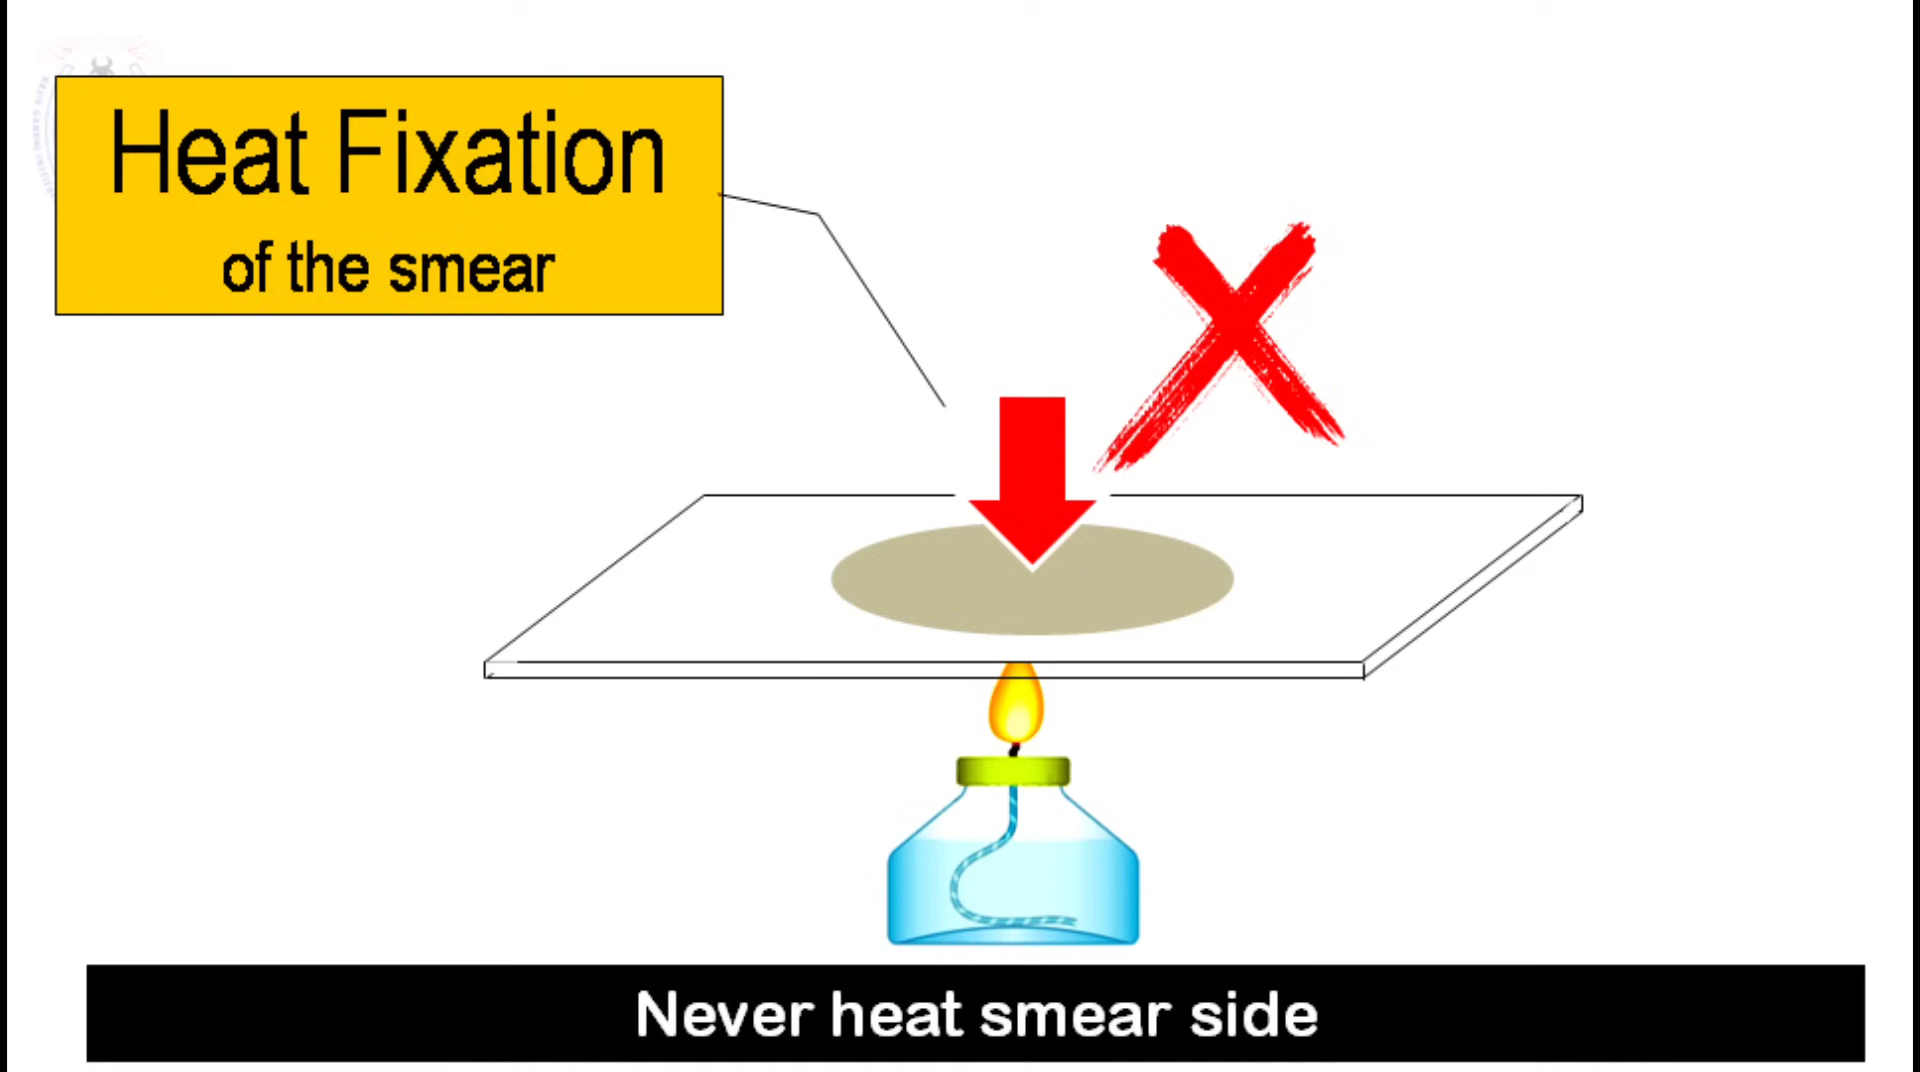 Heat Fixation
of the smear
Never heat smear side